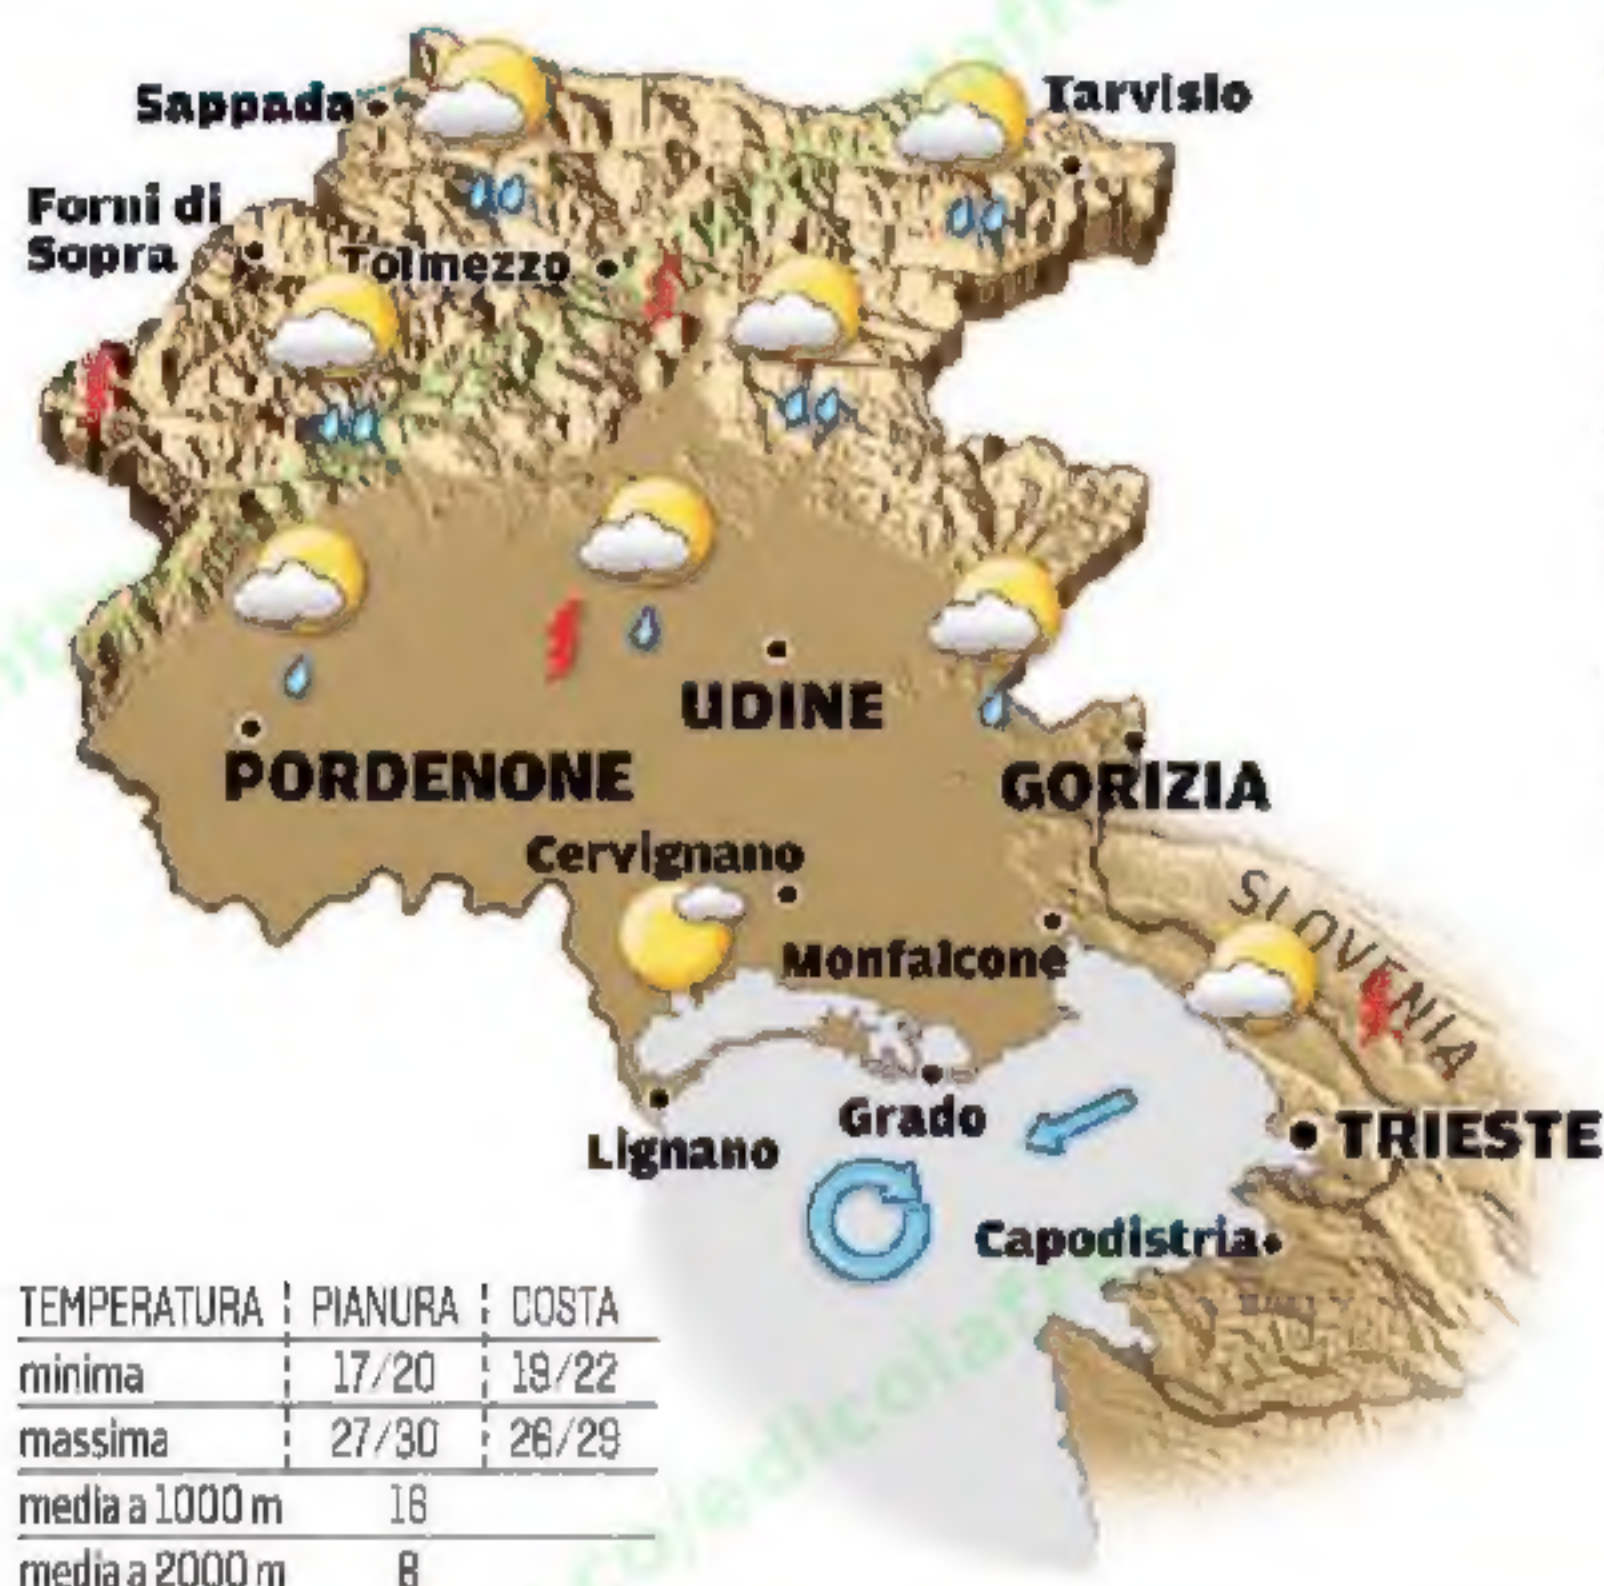 Sappada
Tarvisio
Forni di
Sopra
Tolmezzo
UDINE
PORDENONE
GORIZIA
Cervignano
SLOVENIA
Monfalcone
Grado
TRIESTE
Lignano
Capodistria
TEMPERATURA PIANURA COSTA
minima 17/20 19/22
massima 27/30 26/29
media a 1000 m 16
media a 2000 m 8